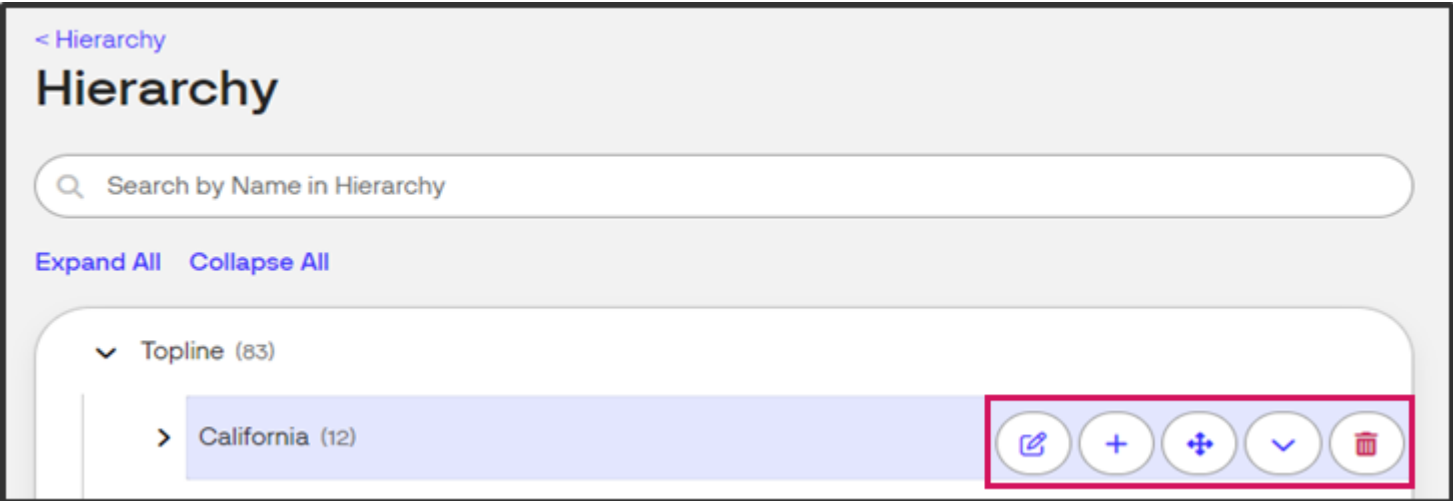 < Hierarchy
Hierarchy
Search by Name in Hierarchy
Expand All Collapse All
Topline (83)
California (12)